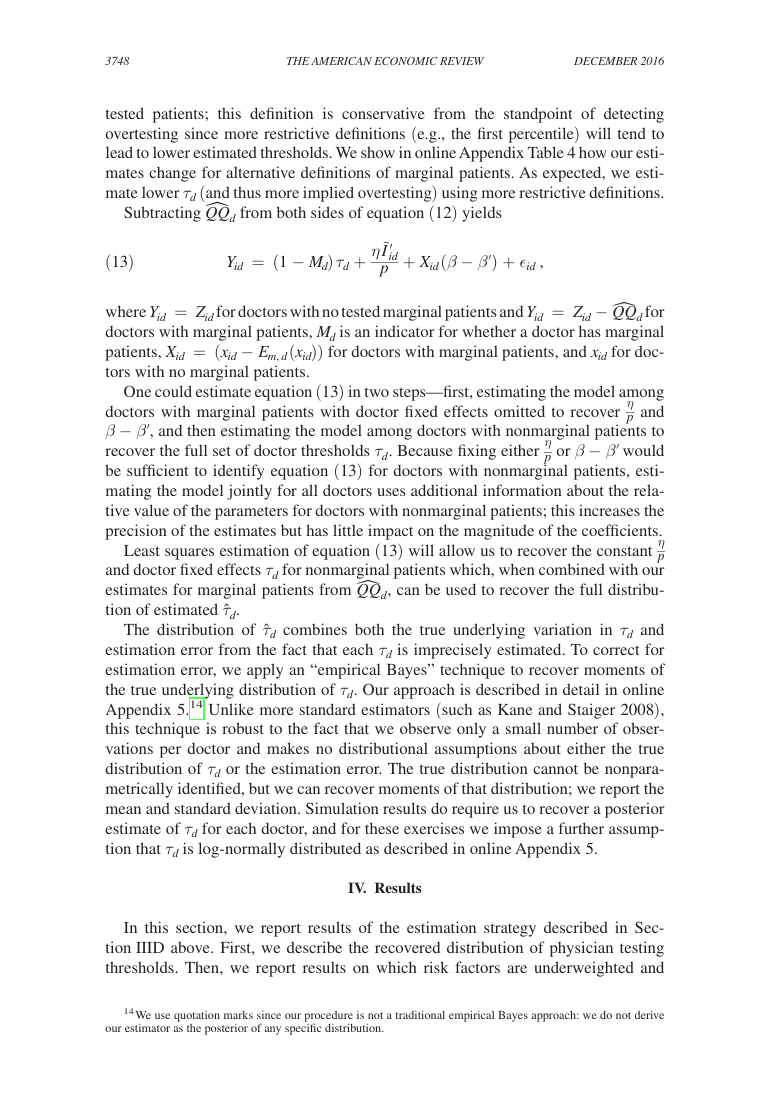 3748 THE AMERICAN ECONOMIC REVIEW DECEMBER 2016
tested patients; this definition is conservative from the standpoint of detecting
overtesting since more restrictive definitions (e.g., the first percentile) will tend to
lead to lower estimated thresholds. We show in online Appendix Table 4 how our esti-
mates change for alternative definitions of marginal patients. As expected, we esti-
mate lower τ_d (and thus more implied overtesting) using more restrictive definitions.
Subtracting \widehat{QQ}_d from both sides of equation (12) yields
(13) Y_{id} = (1 − M_d) τ_d + \frac{η\tilde{I}′_{id}}{p} + X_{id}(β − β′) + ϵ_{id} ,
where Y_{id} = Z_{id} for doctors with no tested marginal patients and Y_{id} = Z_{id} − \widehat{QQ}_d for
doctors with marginal patients, M_d is an indicator for whether a doctor has marginal
patients, X_{id} = (x_{id} − E_{m,d}(x_{id})) for doctors with marginal patients, and x_{id} for doc-
tors with no marginal patients.
One could estimate equation (13) in two steps—first, estimating the model among
doctors with marginal patients with doctor fixed effects omitted to recover \frac{η}{p} and
β − β′, and then estimating the model among doctors with nonmarginal patients to
recover the full set of doctor thresholds τ_d. Because fixing either \frac{η}{p} or β − β′ would
be sufficient to identify equation (13) for doctors with nonmarginal patients, esti-
mating the model jointly for all doctors uses additional information about the rela-
tive value of the parameters for doctors with nonmarginal patients; this increases the
precision of the estimates but has little impact on the magnitude of the coefficients.
Least squares estimation of equation (13) will allow us to recover the constant \frac{η}{p}
and doctor fixed effects τ_d for nonmarginal patients which, when combined with our
estimates for marginal patients from \widehat{QQ}_d, can be used to recover the full distribu-
tion of estimated \hat{τ}_d.
The distribution of \hat{τ}_d combines both the true underlying variation in τ_d and
estimation error from the fact that each τ_d is imprecisely estimated. To correct for
estimation error, we apply an “empirical Bayes” technique to recover moments of
the true underlying distribution of τ_d. Our approach is described in detail in online
Appendix 5.14 Unlike more standard estimators (such as Kane and Staiger 2008),
this technique is robust to the fact that we observe only a small number of obser-
vations per doctor and makes no distributional assumptions about either the true
distribution of τ_d or the estimation error. The true distribution cannot be nonpara-
metrically identified, but we can recover moments of that distribution; we report the
mean and standard deviation. Simulation results do require us to recover a posterior
estimate of τ_d for each doctor, and for these exercises we impose a further assump-
tion that τ_d is log-normally distributed as described in online Appendix 5.
IV. Results
In this section, we report results of the estimation strategy described in Sec-
tion IIID above. First, we describe the recovered distribution of physician testing
thresholds. Then, we report results on which risk factors are underweighted and
14 We use quotation marks since our procedure is not a traditional empirical Bayes approach: we do not derive
our estimator as the posterior of any specific distribution.